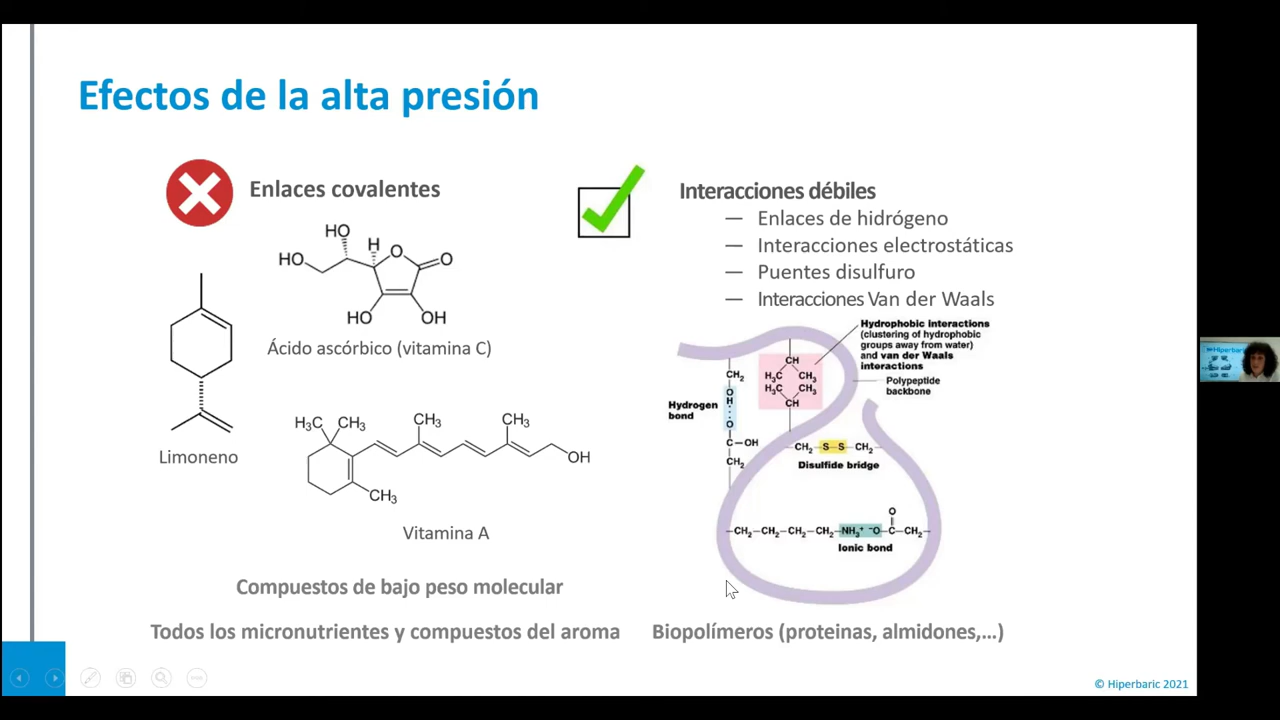 Efectos de la alta presión
Enlaces covalentes
HO
H
O
HO
O
HO
OH
Ácido ascórbico (vitamina C)
Limoneno
H₃C
CH₃
CH₃
CH₃
OH
CH₃
Vitamina A
Compuestos de bajo peso molecular
Todos los micronutrientes y compuestos del aroma
Interacciones débiles
— Enlaces de hidrógeno
— Interacciones electrostáticas
— Puentes disulfuro
— Interacciones Van der Waals
Hydrophobic interactions
(clustering of hydrophobic
groups away from water)
and van der Waals
interactions
Polypeptide
backbone
CH
H₃C CH₃
H₃C CH₃
CH
CH₂
O
H
O
C—OH
CH₂
Hydrogen
bond
CH₂—S—S—CH₂
Disulfide bridge
O
—CH₂—CH₂—CH₂—CH₂—NH₃⁺ ⁻O—C—CH₂—
Ionic bond
Biopolímeros (proteinas, almidones,...)
© Hiperbaric 2021
Hiperbaric